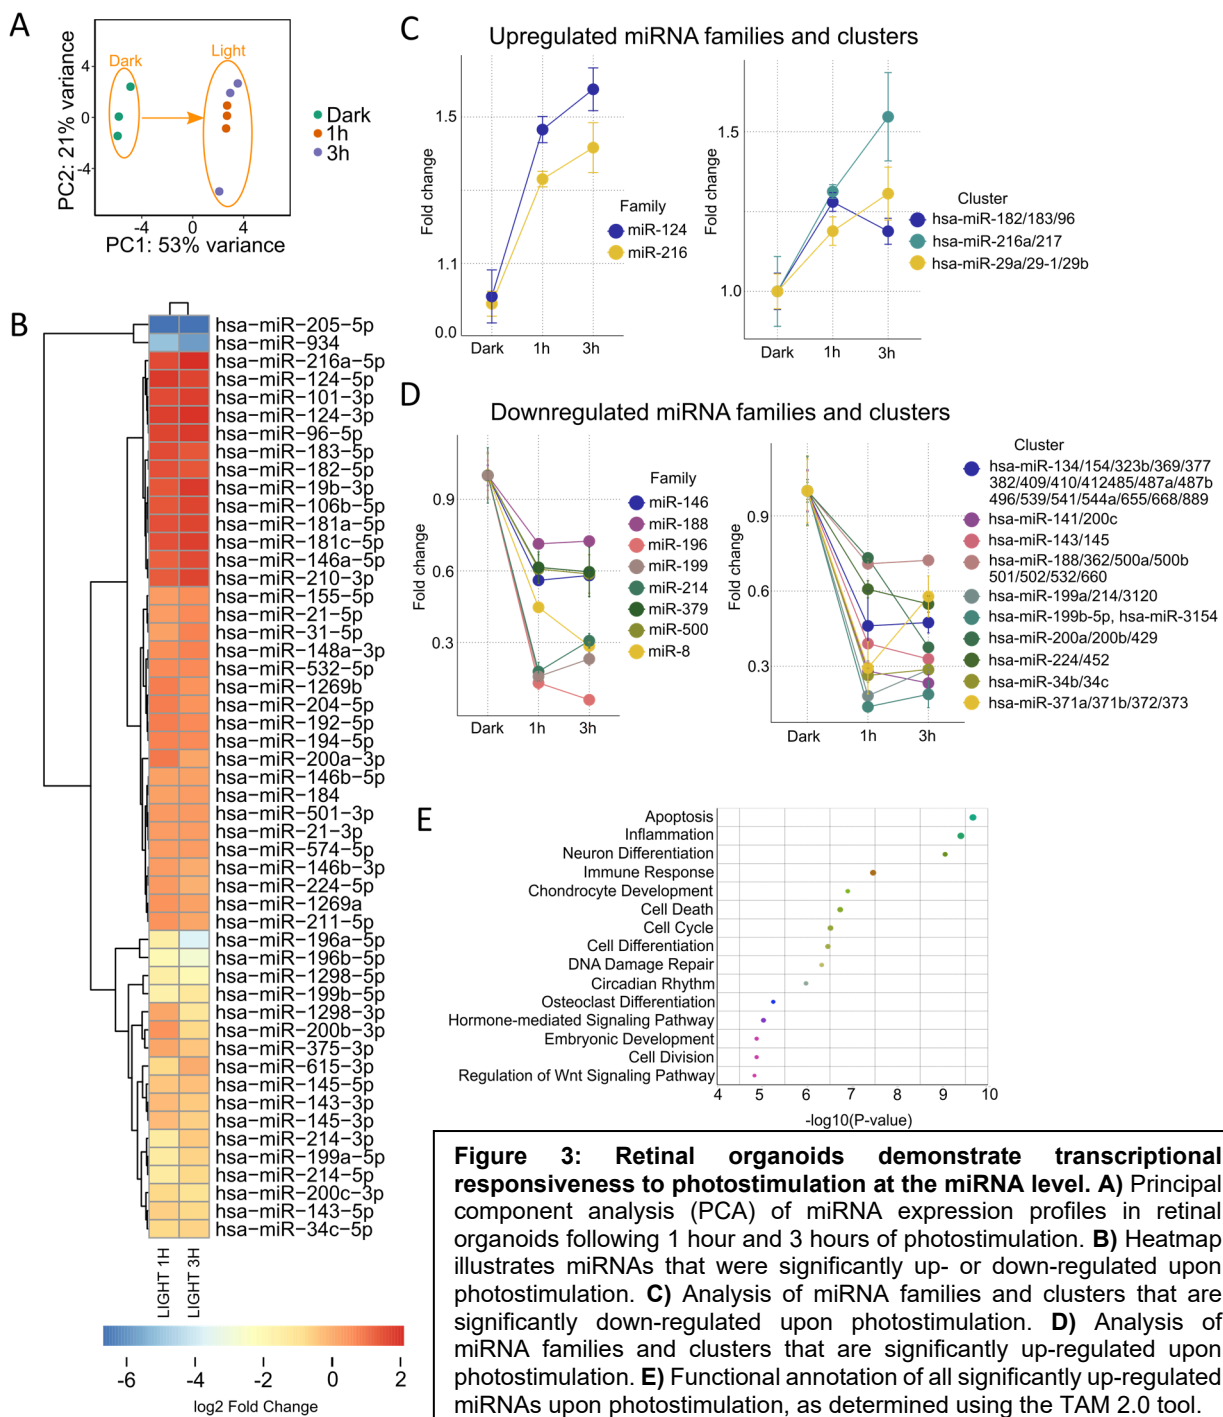 A
PC2: 21% variance
4
0
-4
Dark
Light
-4
0
4
PC1: 53% variance
Dark
1h
3h
B
hsa-miR-205-5p
hsa-miR-934
hsa-miR-216a-5p
hsa-miR-124-5p
hsa-miR-101-3p
hsa-miR-124-3p
hsa-miR-96-5p
hsa-miR-183-5p
hsa-miR-182-5p
hsa-miR-19b-3p
hsa-miR-106b-5p
hsa-miR-181a-5p
hsa-miR-181c-5p
hsa-miR-146a-5p
hsa-miR-210-3p
hsa-miR-155-5p
hsa-miR-21-5p
hsa-miR-31-5p
hsa-miR-148a-3p
hsa-miR-532-5p
hsa-miR-1269b
hsa-miR-204-5p
hsa-miR-192-5p
hsa-miR-194-5p
hsa-miR-200a-3p
hsa-miR-146b-5p
hsa-miR-184
hsa-miR-501-3p
hsa-miR-21-3p
hsa-miR-574-5p
hsa-miR-146b-3p
hsa-miR-224-5p
hsa-miR-1269a
hsa-miR-211-5p
hsa-miR-196a-5p
hsa-miR-196b-5p
hsa-miR-1298-5p
hsa-miR-199b-5p
hsa-miR-1298-3p
hsa-miR-200b-3p
hsa-miR-375-3p
hsa-miR-615-3p
hsa-miR-145-5p
hsa-miR-143-3p
hsa-miR-145-3p
hsa-miR-214-3p
hsa-miR-199a-5p
hsa-miR-214-5p
hsa-miR-200c-3p
hsa-miR-143-5p
hsa-miR-34c-5p
LIGHT 1H
LIGHT 3H
-6
-4
-2
0
2
log2 Fold Change
C
Upregulated miRNA families and clusters
Fold change
1.5
1.1
0.0
Dark
1h
3h
Family
miR-124
miR-216
Fold change
1.5
1.0
Dark
1h
3h
Cluster
hsa-miR-182/183/96
hsa-miR-216a/217
hsa-miR-29a/29-1/29b
D
Downregulated miRNA families and clusters
Fold change
0.9
0.6
0.3
Dark
1h
3h
Family
miR-146
miR-188
miR-196
miR-199
miR-214
miR-379
miR-500
miR-8
Fold change
0.9
0.6
0.3
Dark
1h
3h
Cluster
hsa-miR-134/154/323b/369/377
382/409/410/412485/487a/487b
496/539/541/544a/655/668/889
hsa-miR-141/200c
hsa-miR-143/145
hsa-miR-188/362/500a/500b
501/502/532/660
hsa-miR-199a/214/3120
hsa-miR-199b-5p, hsa-miR-3154
hsa-miR-200a/200b/429
hsa-miR-224/452
hsa-miR-34b/34c
hsa-miR-371a/371b/372/373
E
Apoptosis
Inflammation
Neuron Differentiation
Immune Response
Chondrocyte Development
Cell Death
Cell Cycle
Cell Differentiation
DNA Damage Repair
Circadian Rhythm
Osteoclast Differentiation
Hormone-mediated Signaling Pathway
Embryonic Development
Cell Division
Regulation of Wnt Signaling Pathway
4
5
6
7
8
9
10
-log10(P-value)
Figure 3: Retinal organoids demonstrate transcriptional
responsiveness to photostimulation at the miRNA level. A) Principal
component analysis (PCA) of miRNA expression profiles in retinal
organoids following 1 hour and 3 hours of photostimulation. B) Heatmap
illustrates miRNAs that were significantly up- or down-regulated upon
photostimulation. C) Analysis of miRNA families and clusters that are
significantly down-regulated upon photostimulation. D) Analysis of
miRNA families and clusters that are significantly up-regulated upon
photostimulation. E) Functional annotation of all significantly up-regulated
miRNAs upon photostimulation, as determined using the TAM 2.0 tool.